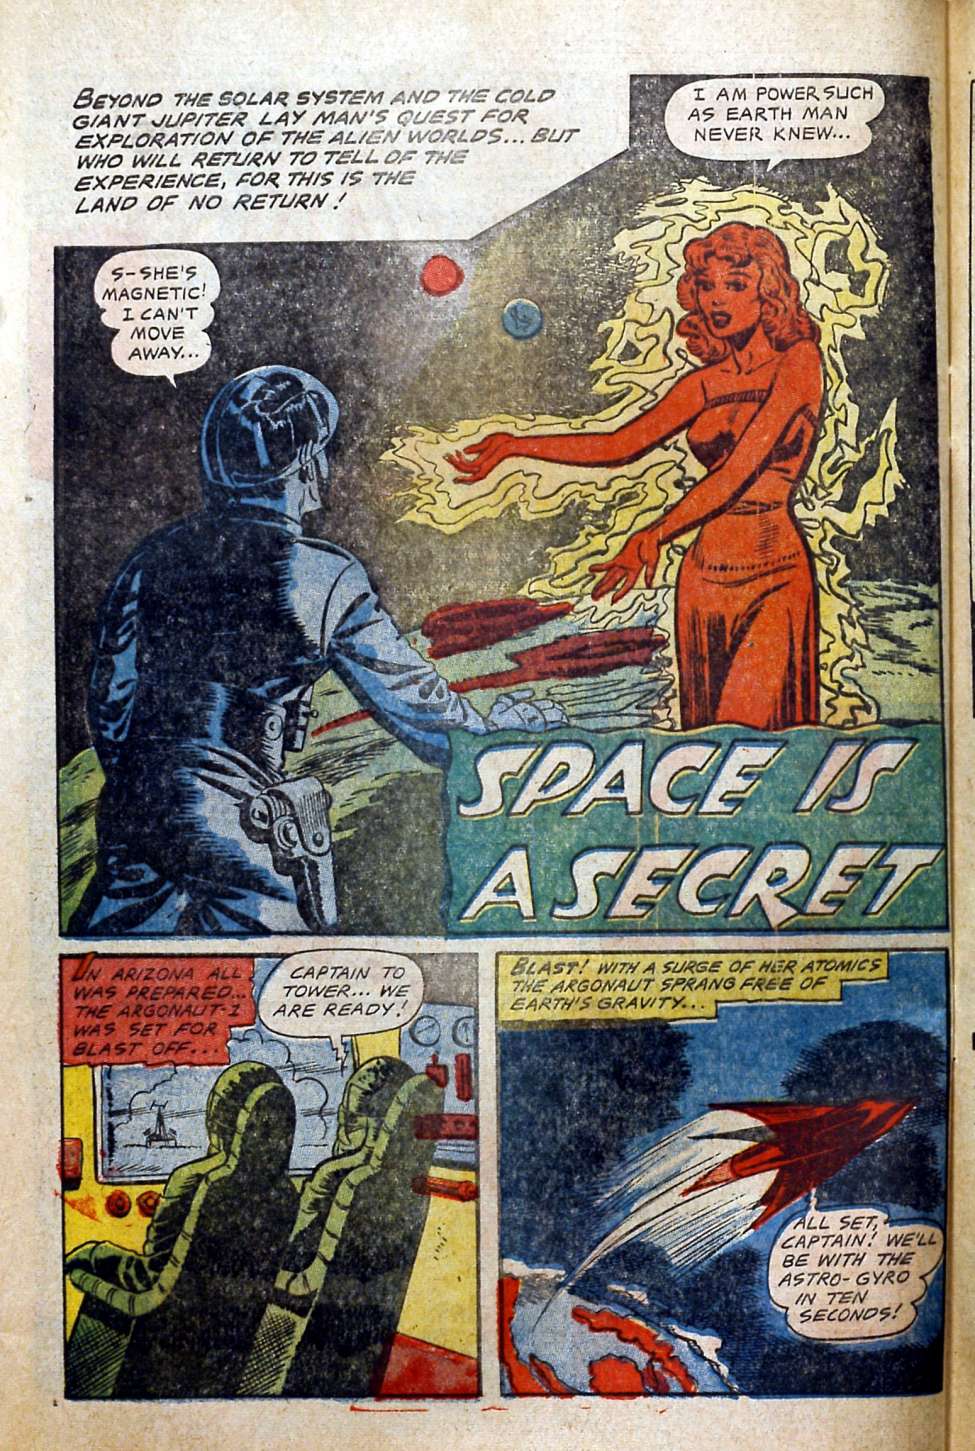 BEYOND THE SOLAR SYSTEM AND THE COLD
GIANT JUPITER LAY MAN'S QUEST FOR
EXPLORATION OF THE ALIEN WORLDS... BUT
WHO WILL RETURN TO TELL OF THE
EXPERIENCE, FOR THIS IS THE
LAND OF NO RETURN!
I AM POWER SUCH
AS EARTH MAN
NEVER KNEW...
S-SHE'S
MAGNETIC!
I CAN'T
MOVE
AWAY...
SPACE IS
A SECRET
IN ARIZONA ALL
WAS PREPARED...
THE ARGONAUT-I
WAS SET FOR
BLAST OFF...
CAPTAIN TO
TOWER... WE
ARE READY!
BLAST! WITH A SURGE OF HER ATOMICS
THE ARGONAUT SPRANG FREE OF
EARTH'S GRAVITY...
ALL SET,
CAPTAIN! WE'LL
BE WITH THE
ASTRO-GYRO
IN TEN
SECONDS!